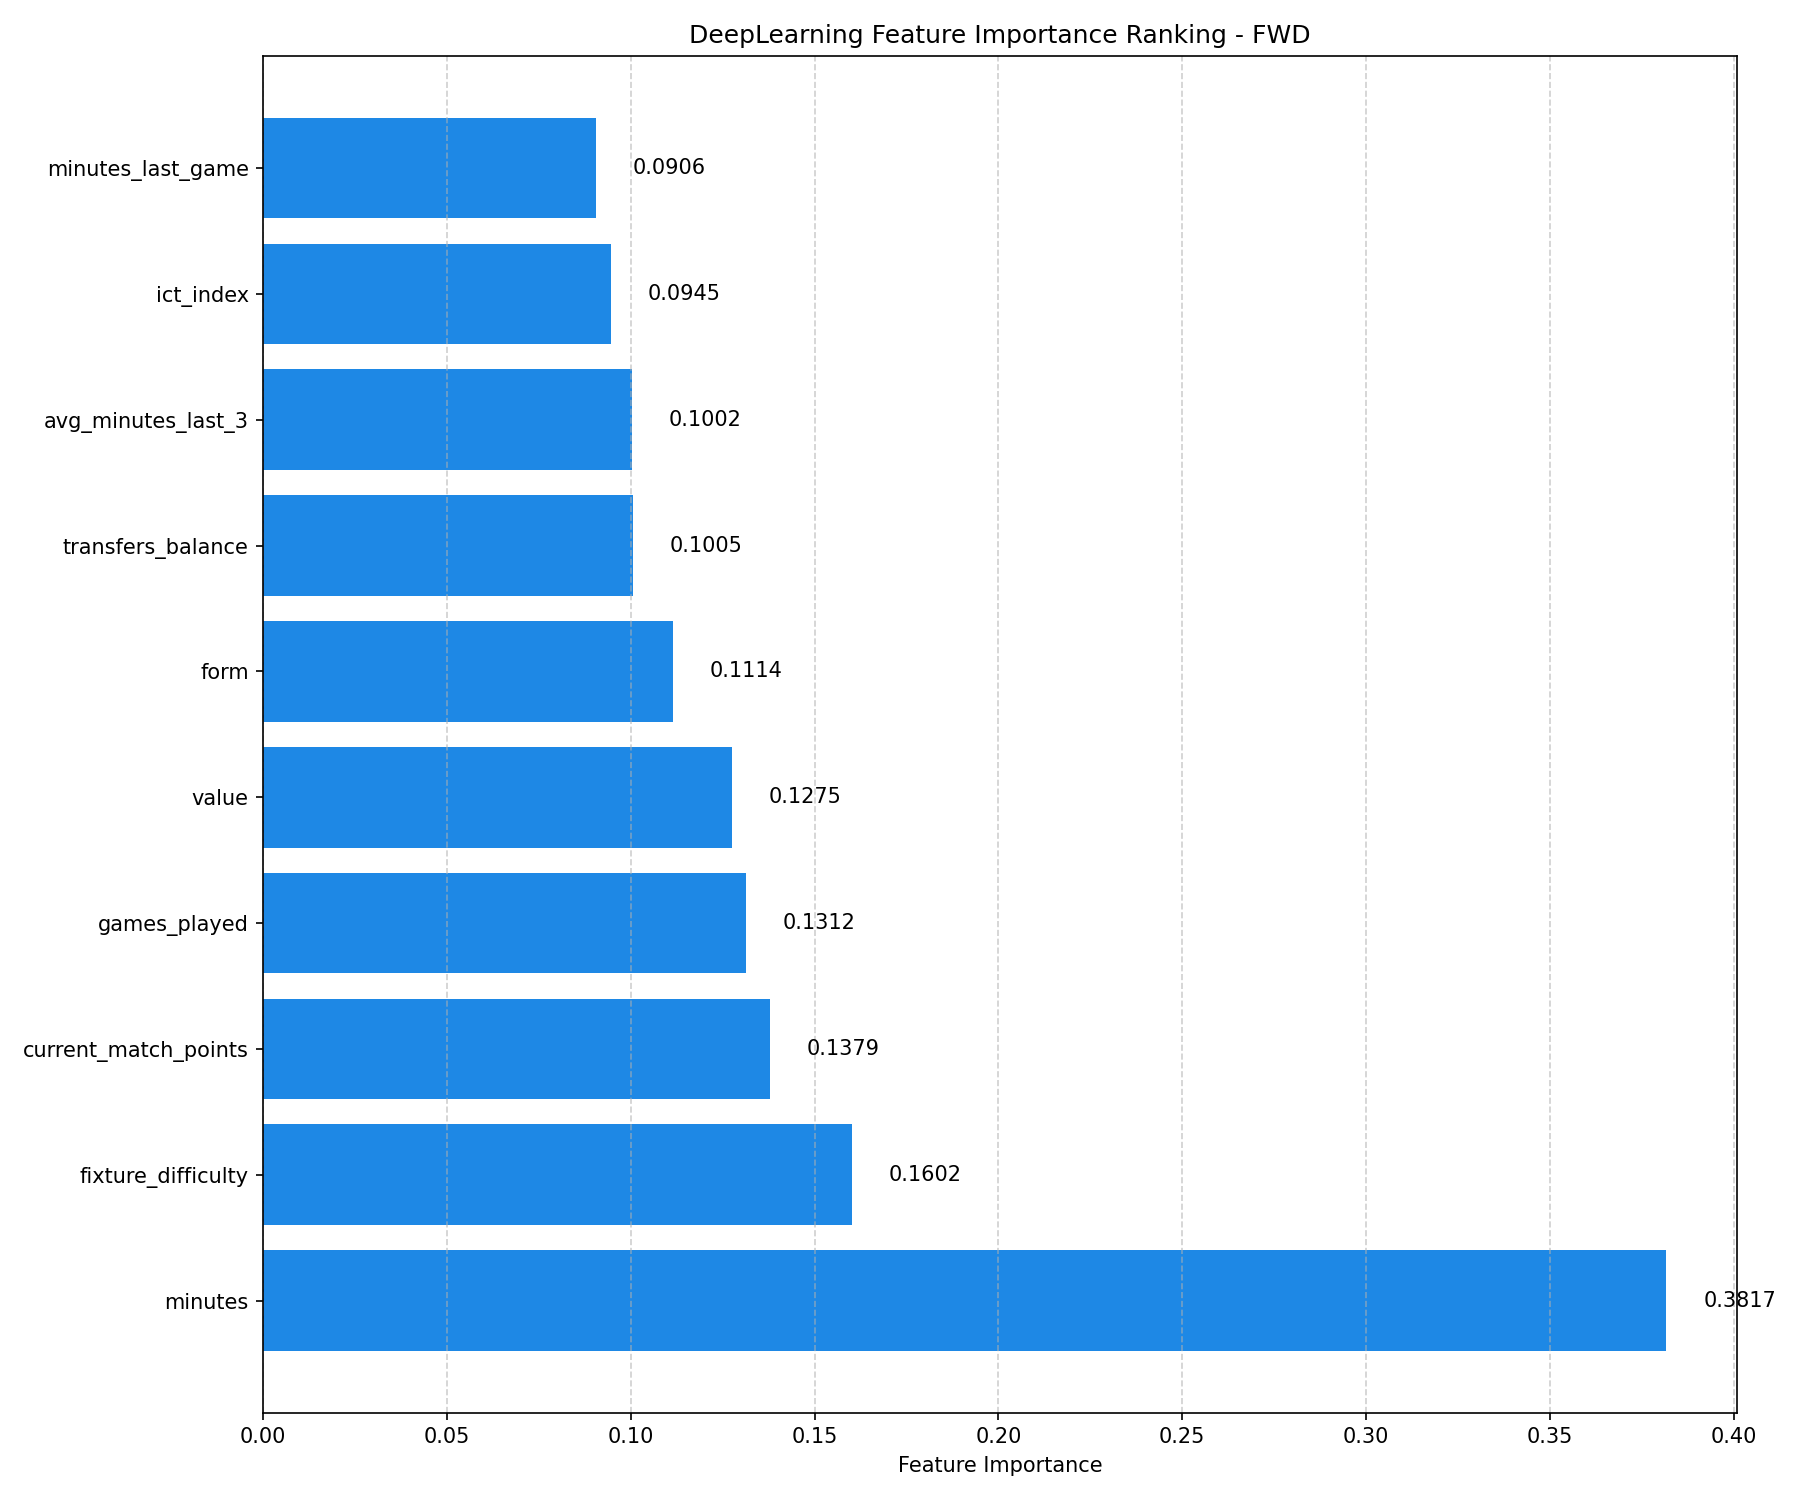 DeepLearning Feature Importance Ranking - FWD
minutes_last_game 0.0906
ict_index 0.0945
avg_minutes_last_3 0.1002
transfers_balance 0.1005
form 0.1114
value 0.1275
games_played 0.1312
current_match_points 0.1379
fixture_difficulty 0.1602
minutes 0.3817
0.00 0.05 0.10 0.15 0.20 0.25 0.30 0.35 0.40
Feature Importance